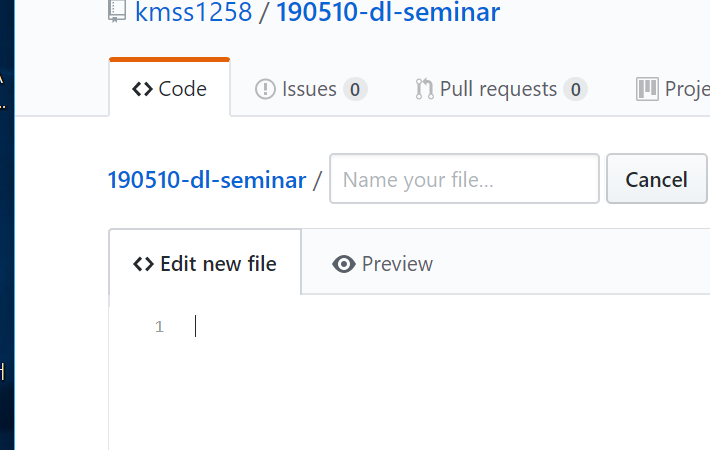 kmss1258 / 190510-dl-seminar
Code Issues 0 Pull requests 0
190510-dl-seminar / Name your file... Cancel
Edit new file Preview
1